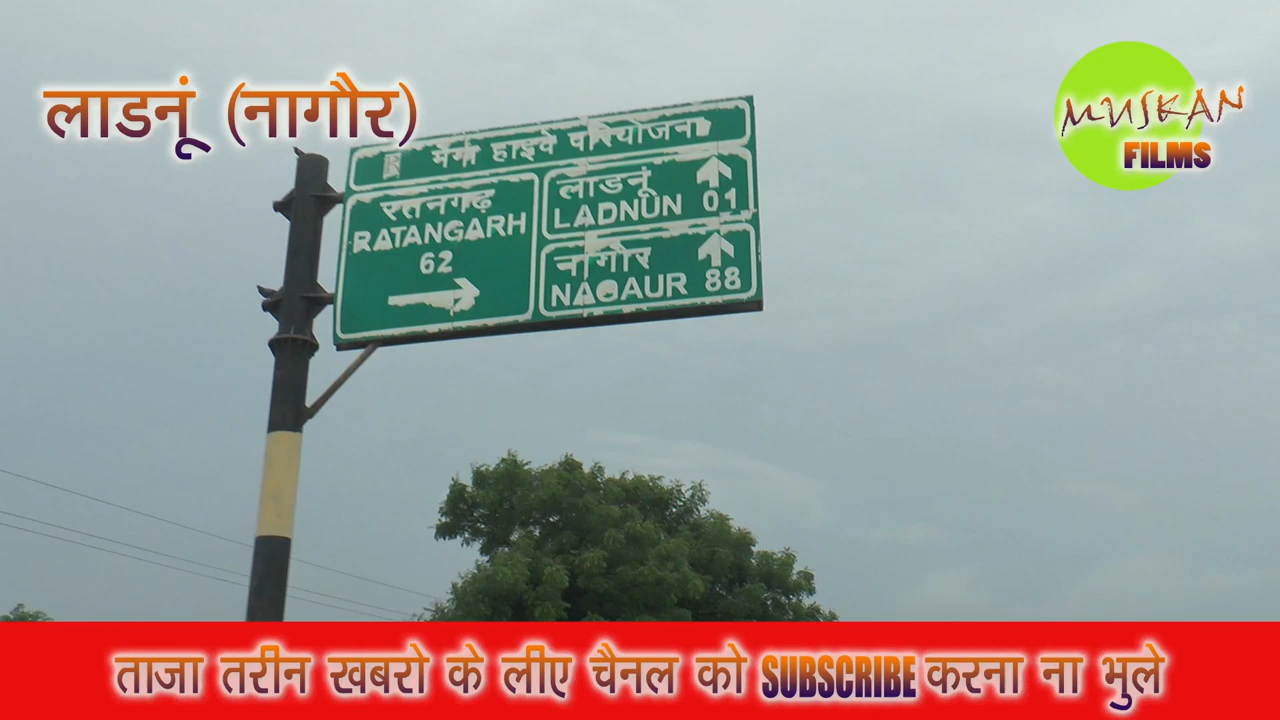 लाडनूं (नागौर)
MUSKAN
FILMS
मेगा हाइवे परियोजना
रतनगढ़
RATANGARH
62
लाडनूं
LADNUN 01
नागौर
NAGAUR 88
ताजा तरीन खबरो के लीए चैनल को SUBSCRIBE करना ना भुले